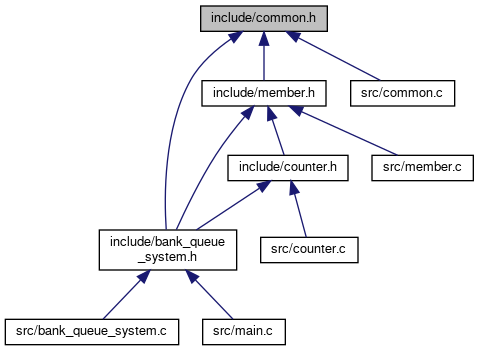 include/common.h
include/member.h
src/common.c
include/counter.h
src/member.c
include/bank_queue
_system.h
src/counter.c
src/bank_queue_system.c
src/main.c